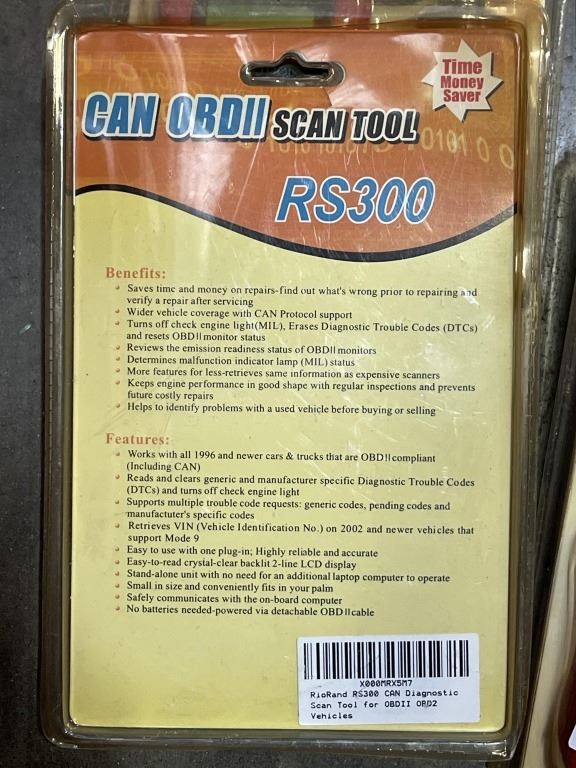 Time
Money
Saver
CAN OBDII SCAN TOOL
RS300
Benefits:
Saves time and money on repairs-find out what's wrong prior to repairing and
verify a repair after servicing
Wider vehicle coverage with CAN Protocol support
Turns off check engine light(MIL), Erases Diagnostic Trouble Codes (DTCs)
and resets OBDII monitor status
Reviews the emission readiness status of OBDII monitors
Determines malfunction indicator lamp (MIL) status
More features for less-retrieves same information as expensive scanners
Keeps engine performance in good shape with regular inspections and prevents
future costly repairs
Helps to identify problems with a used vehicle before buying or selling
Features:
Works with all 1996 and newer cars & trucks that are OBDII compliant
(Including CAN)
Reads and clears generic and manufacturer specific Diagnostic Trouble Codes
(DTCs) and turns off check engine light
Supports multiple trouble code requests: generic codes, pending codes and
manufactuter's specific codes
Retrieves VIN (Vehicle Identification No.) on 2002 and newer vehicles that
support Mode 9
Easy to use with one plug-in; Highly reliable and accurate
Easy-to-read crystal-clear backlit 2-line LCD display
Stand-alone unit with no need for an additional laptop computer to operate
Small in size and conveniently fits in your palm
Safely communicates with the on-board computer
No batteries needed-powered via detachable OBDII cable
X000MRX5M7
RioRand RS300 CAN Diagnostic
Scan Tool for OBDII OPD2
Vehicles